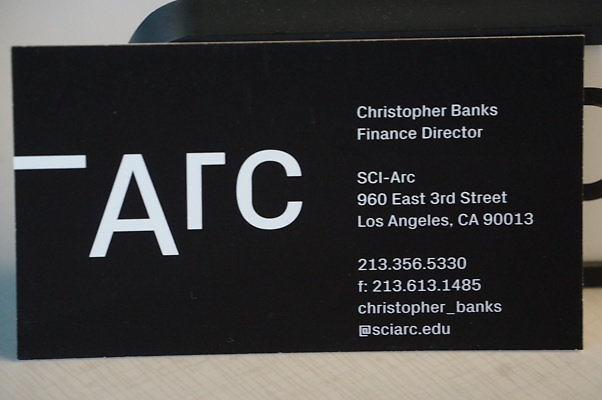 Arc
Christopher Banks
Finance Director
SCI-Arc
960 East 3rd Street
Los Angeles, CA 90013
213.356.5330
f: 213.613.1485
christopher_banks
@sciarc.edu